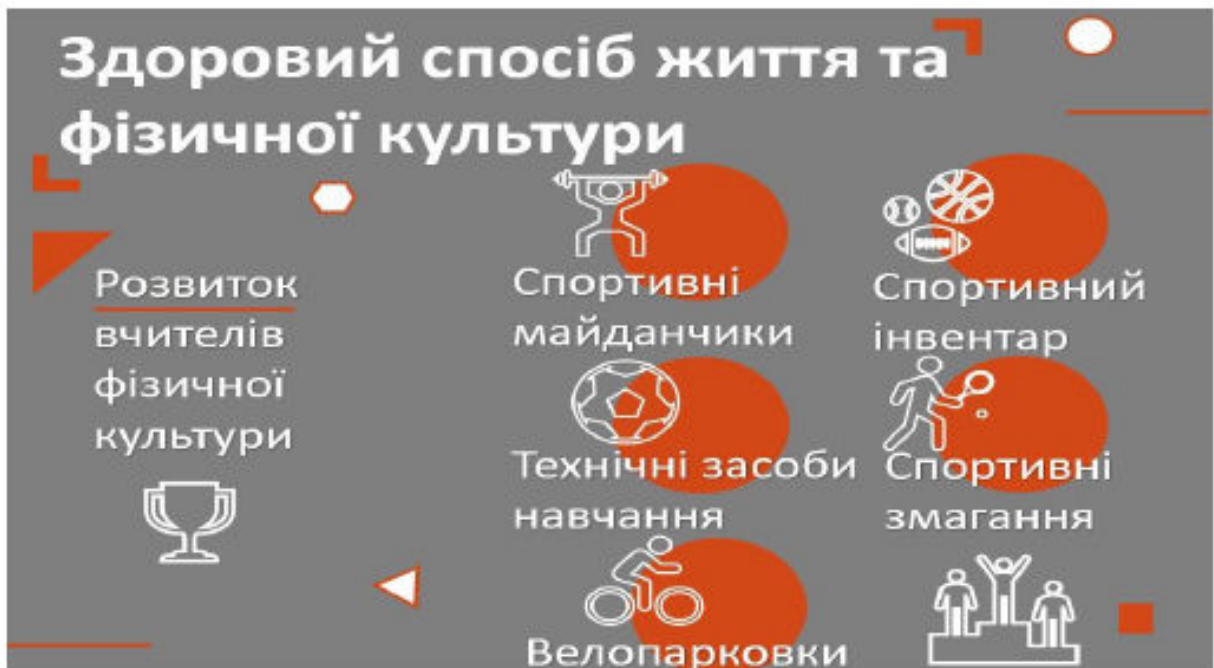 Здоровий спосіб життя та
фізичної культури
Розвиток
вчителів
фізичної
культури
Спортивні
майданчики
Спортивний
інвентар
Технічні засоби
навчання
Спортивні
змагання
Велопарковки